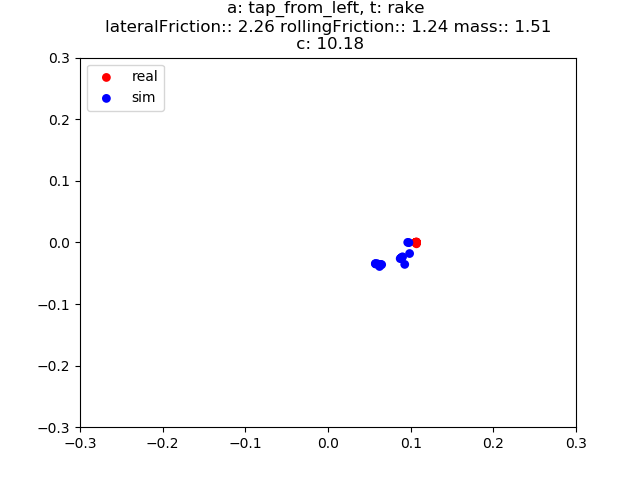 a: tap_from_left, t: rake
lateralFriction:: 2.26 rollingFriction:: 1.24 mass:: 1.51
c: 10.18
real
sim
0.3
0.2
0.1
0.0
−0.1
−0.2
−0.3
−0.3 −0.2 −0.1 0.0 0.1 0.2 0.3